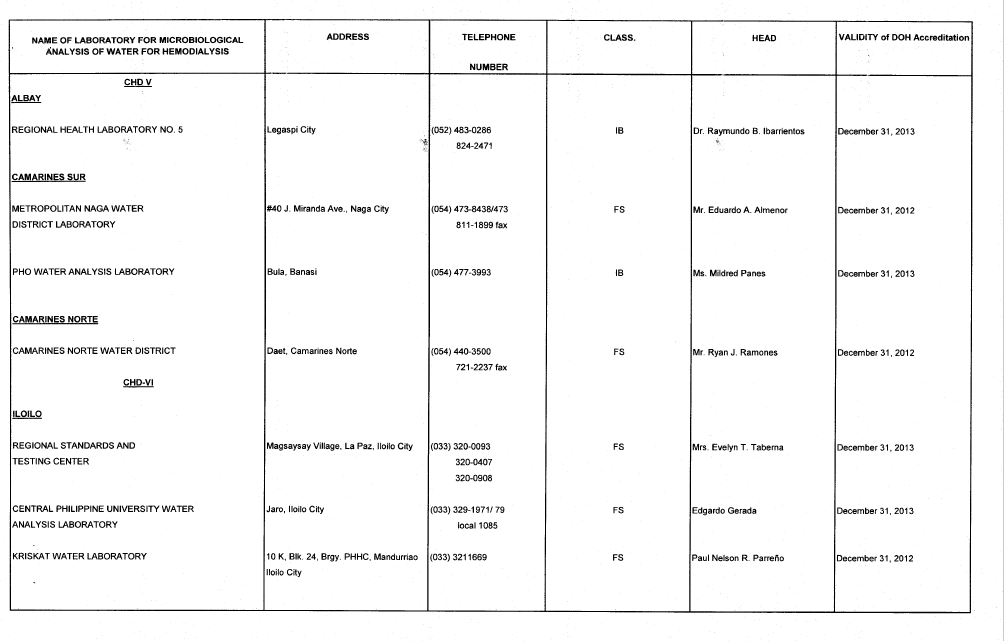 NAME OF LABORATORY FOR MICROBIOLOGICAL ANALYSIS OF WATER FOR HEMODIALYSIS
ADDRESS
TELEPHONE NUMBER
CLASS.
HEAD
VALIDITY of DOH Accreditation
CHD V
ALBAY
REGIONAL HEALTH LABORATORY NO. 5 Legaspi City (052) 483-0286 IB Dr. Raymundo B. Ibarrientos December 31, 2013
824-2471
CAMARINES SUR
METROPOLITAN NAGA WATER #40 J. Miranda Ave., Naga City (054) 473-8438/473 FS Mr. Eduardo A. Almenor December 31, 2012
DISTRICT LABORATORY 811-1899 fax
PHO WATER ANALYSIS LABORATORY Bula, Banasi (054) 477-3993 IB Ms. Mildred Panes December 31, 2013
CAMARINES NORTE
CAMARINES NORTE WATER DISTRICT Daet, Camarines Norte (054) 440-3500 FS Mr. Ryan J. Ramones December 31, 2012
721-2237 fax
CHD-VI
ILOILO
REGIONAL STANDARDS AND Magsaysay Village, La Paz, Iloilo City (033) 320-0093 FS Mrs. Evelyn T. Taberna December 31, 2013
TESTING CENTER 320-0407
320-0908
CENTRAL PHILIPPINE UNIVERSITY WATER Jaro, Iloilo City (033) 329-1971/ 79 FS Edgardo Gerada December 31, 2013
ANALYSIS LABORATORY local 1085
KRISKAT WATER LABORATORY 10 K, Blk. 24, Brgy. PHHC, Mandurriao (033) 3211669 FS Paul Nelson R. Parreño December 31, 2012
Iloilo City